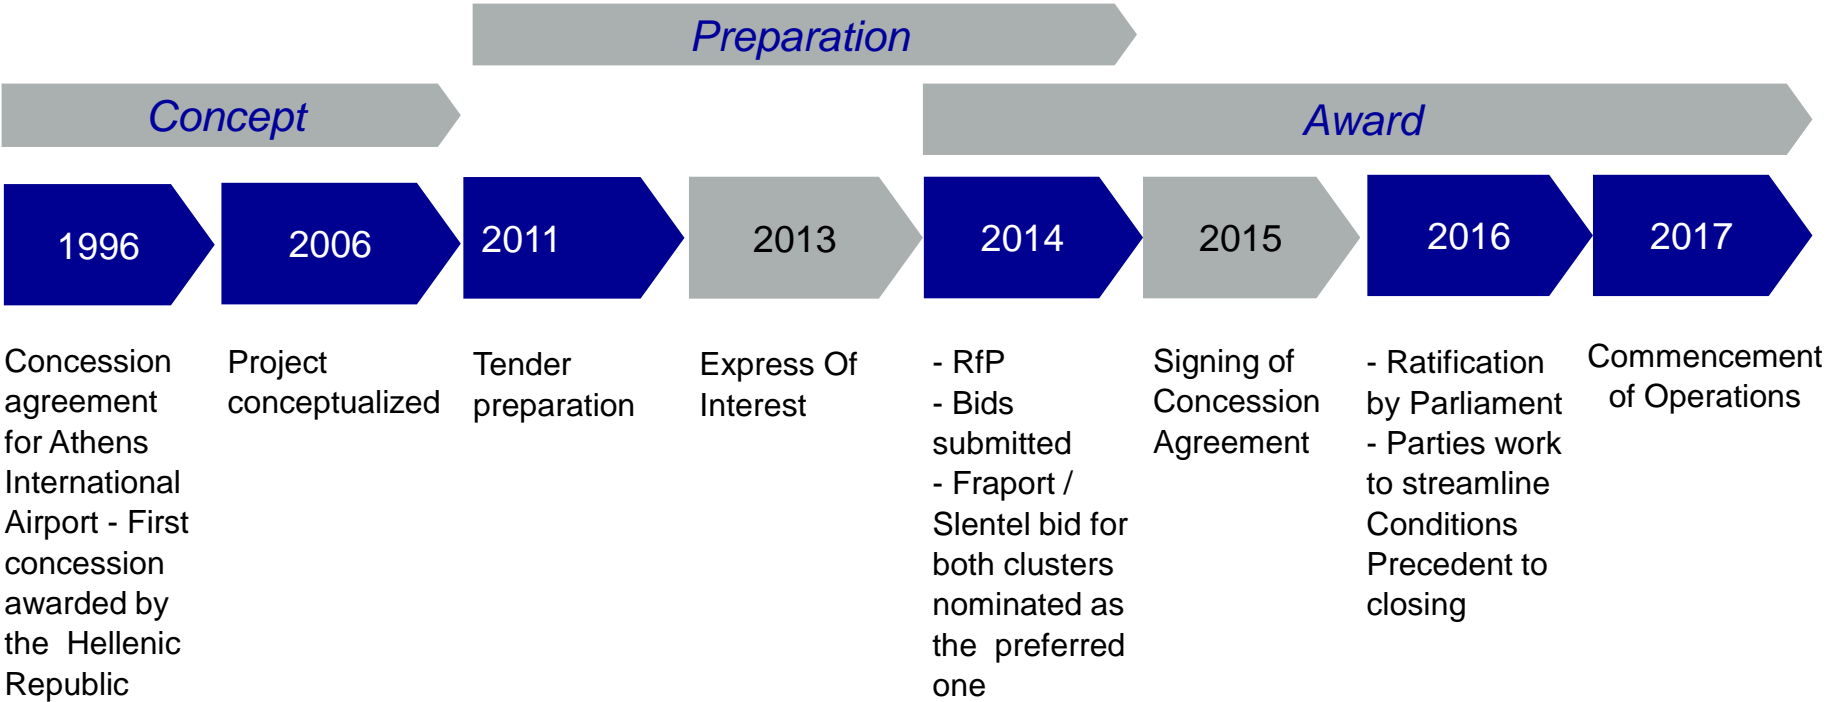 Preparation
Concept
Award
1996
2006
2011
2013
2014
2015
2016
2017
Concession
agreement
for Athens
International
Airport - First
concession
awarded by
the Hellenic
Republic
Project
conceptualized
Tender
preparation
Express Of
Interest
- RfP
- Bids
submitted
- Fraport /
Slentel bid for
both clusters
nominated as
the preferred
one
Signing of
Concession
Agreement
- Ratification
by Parliament
- Parties work
to streamline
Conditions
Precedent to
closing
Commencement
of Operations